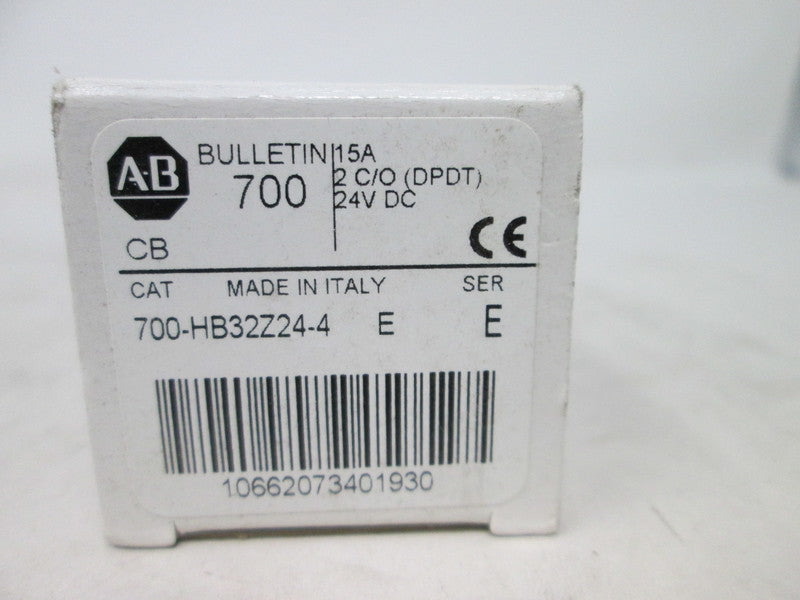 A-B BULLETIN 15A
700 2 C/O (DPDT)
24V DC
CB CE
CAT MADE IN ITALY SER
700-HB32Z24-4 E E
10662073401930